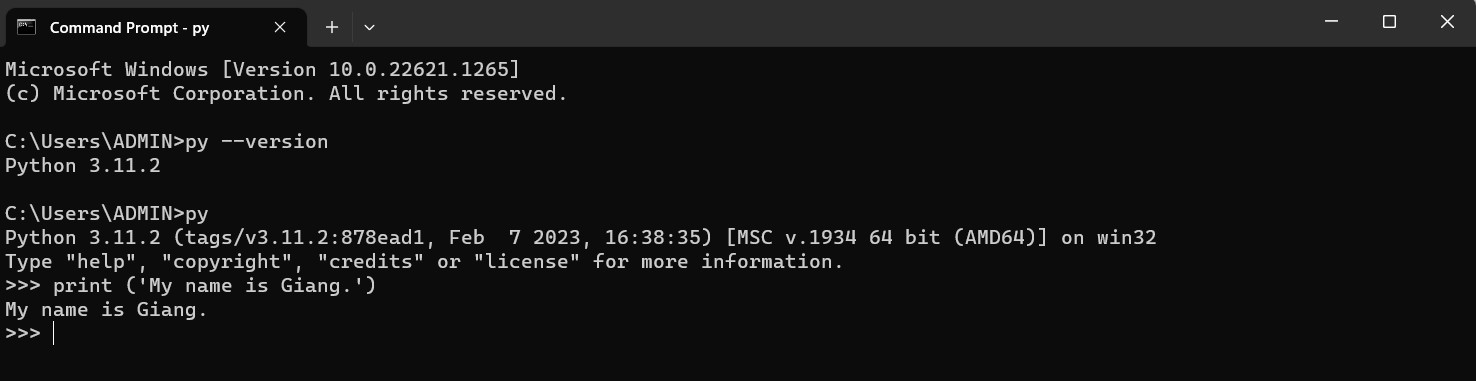 Command Prompt - py
Microsoft Windows [Version 10.0.22621.1265]
(c) Microsoft Corporation. All rights reserved.
C:\Users\ADMIN>py --version
Python 3.11.2
C:\Users\ADMIN>py
Python 3.11.2 (tags/v3.11.2:878ead1, Feb  7 2023, 16:38:35) [MSC v.1934 64 bit (AMD64)] on win32
Type "help", "copyright", "credits" or "license" for more information.
>>> print ('My name is Giang.')
My name is Giang.
>>>